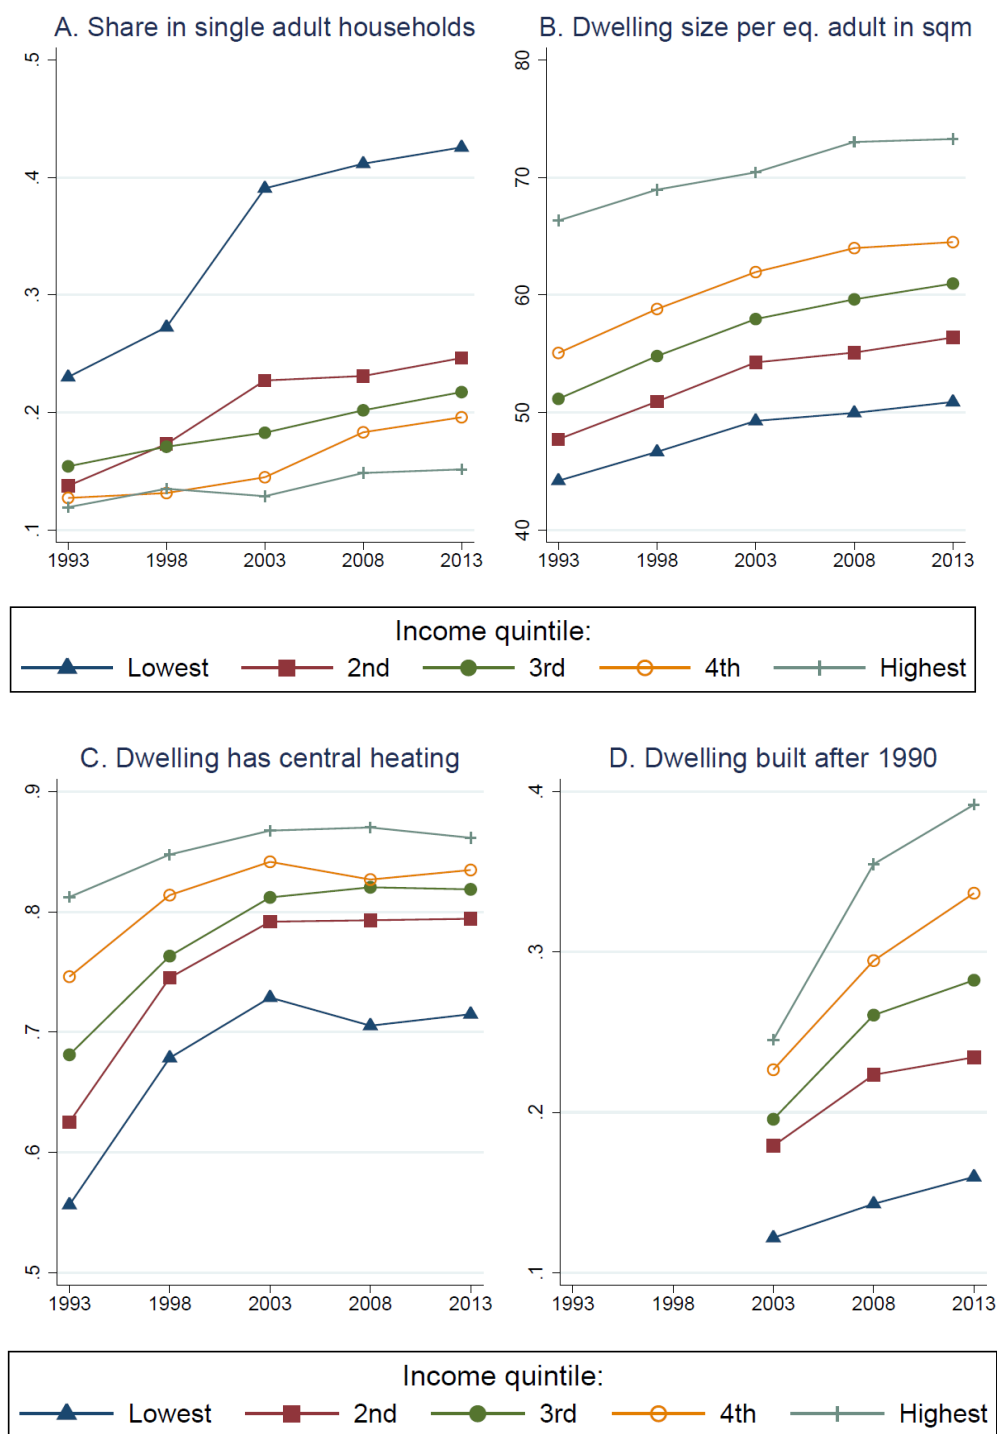 A. Share in single adult households
B. Dwelling size per eq. adult in sqm
.5
.4
.3
.2
.1
1993 1998 2003 2008 2013
80
70
60
50
40
1993 1998 2003 2008 2013
Income quintile:
Lowest 2nd 3rd 4th Highest
C. Dwelling has central heating
D. Dwelling built after 1990
.9
.8
.7
.6
.5
1993 1998 2003 2008 2013
.4
.3
.2
.1
1993 1998 2003 2008 2013
Income quintile:
Lowest 2nd 3rd 4th Highest